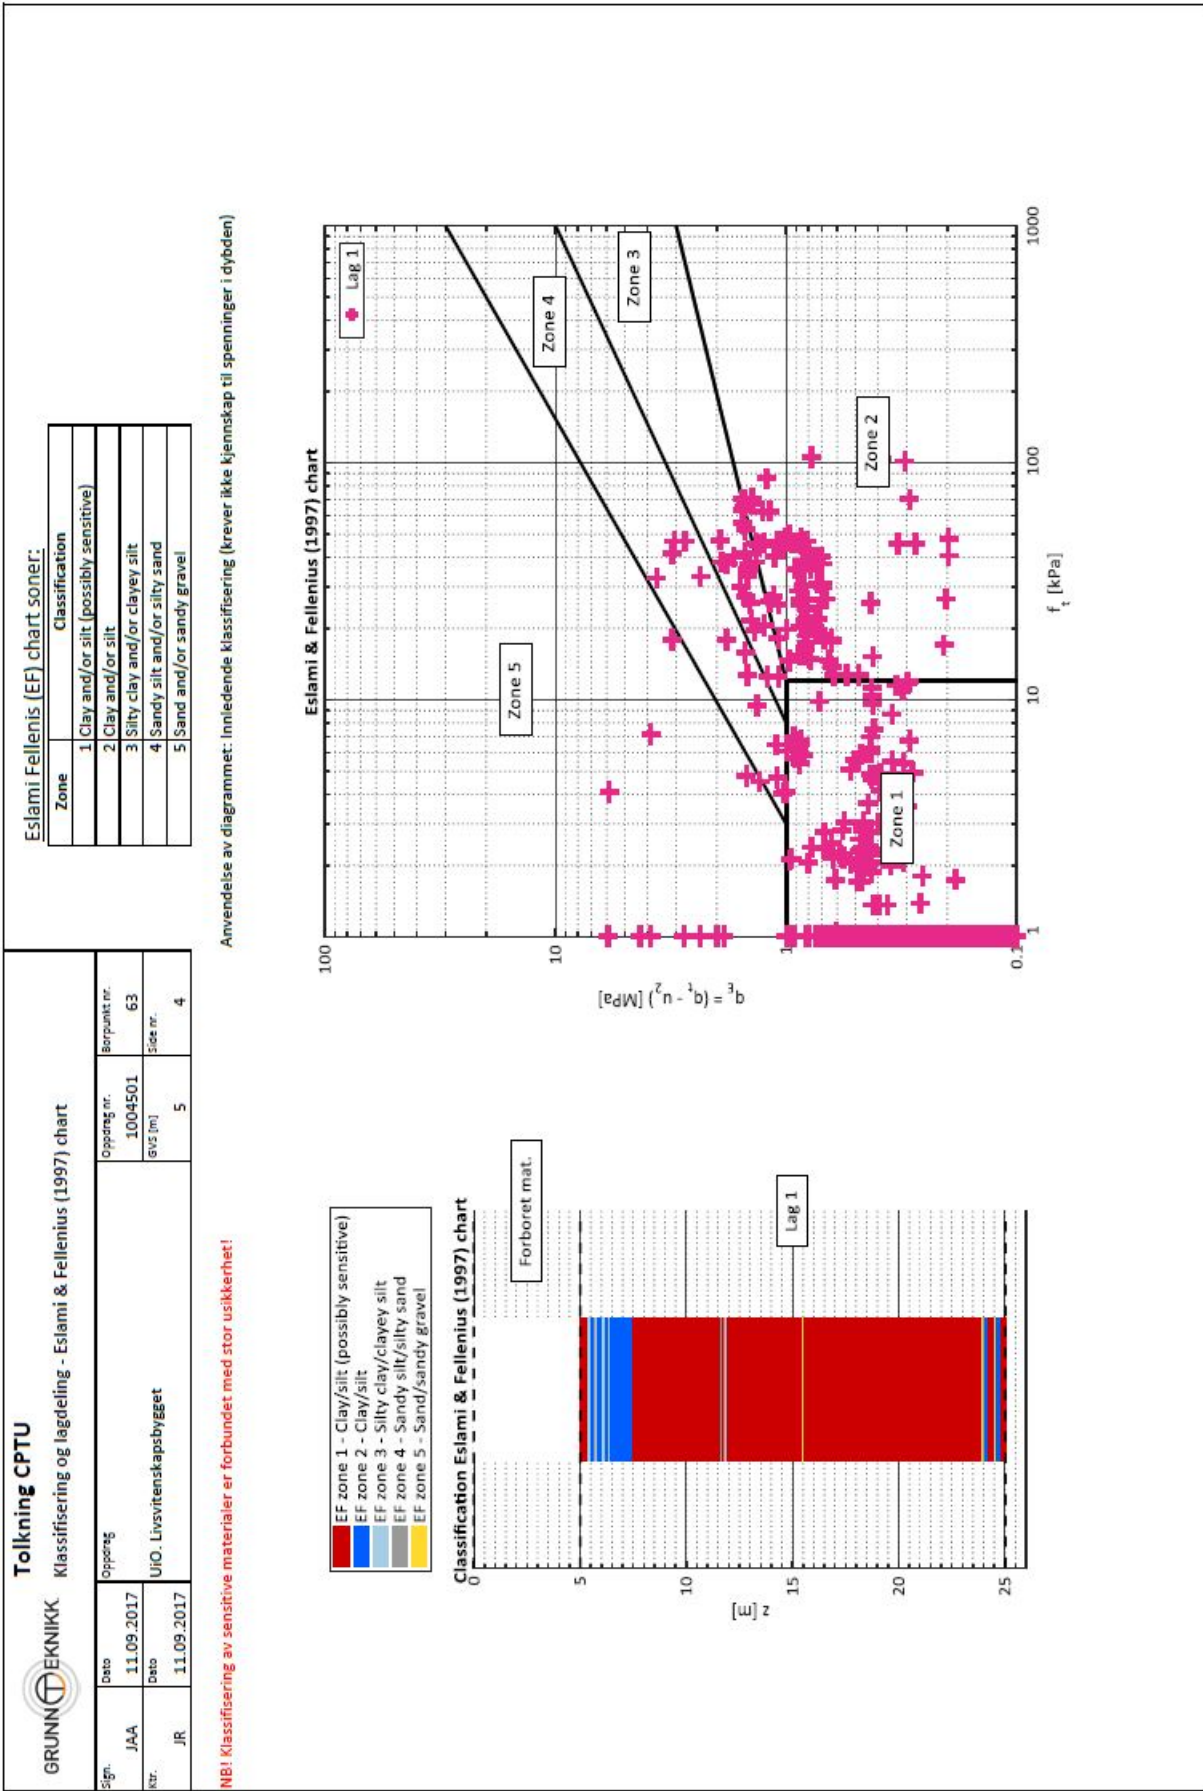 GRUNNTEKNIKK
Tolkning CPTU
Klassifisering og lagdeling - Eslami & Fellenius (1997) chart
Sign. Dato Oppdrag Oppdrag nr. Borpunkt nr.
JAA 11.09.2017 1004501 63
Ktr. Dato UiO. Livsvitenskapsbygget GVS [m] Side nr.
JR 11.09.2017 5 4
Eslami Fellenis (EF) chart soner:
Zone Classification
1 Clay and/or silt (possibly sensitive)
2 Clay and/or silt
3 Silty clay and/or clayey silt
4 Sandy silt and/or silty sand
5 Sand and/or sandy gravel
NB! Klassifisering av sensitive materialer er forbundet med stor usikkerhet!
Anvendelse av diagrammet: Innledende klassifisering (krever ikke kjennskap til spenninger i dybden)
EF zone 1 - Clay/silt (possibly sensitive)
EF zone 2 - Clay/silt
EF zone 3 - Silty clay/clayey silt
EF zone 4 - Sandy silt/silty sand
EF zone 5 - Sand/sandy gravel
Classification Eslami & Fellenius (1997) chart
0
5
10
15
20
25
z [m]
Forboret mat.
Lag 1
Eslami & Fellenius (1997) chart
Lag 1
100
10
1
0.1
qE = (qt - u2) [MPa]
Zone 5
Zone 4
Zone 3
Zone 2
Zone 1
1 10 100 1000
ft [kPa]